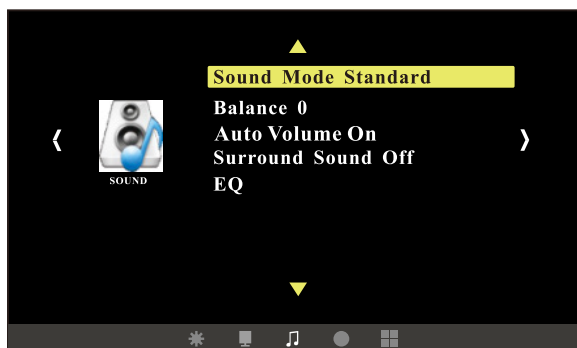 Sound Mode Standard
Balance 0
Auto Volume On
Surround Sound Off
SOUND
EQ